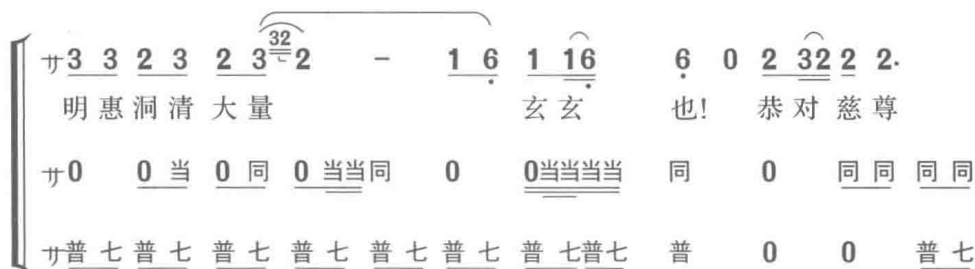 32
サ3 3 2 3 2 3 2 - 1 6 1 16 6 0 2 32 2 2.
明惠洞清大量 玄玄 也! 恭对慈尊
サ0 0 当 0 同 0 当当同 0 0当当当当 同 0 同 同 同 同
サ普 七 普 七 普 七 普 七 普 七 普 七 普 七普七 普 0 0 普 七